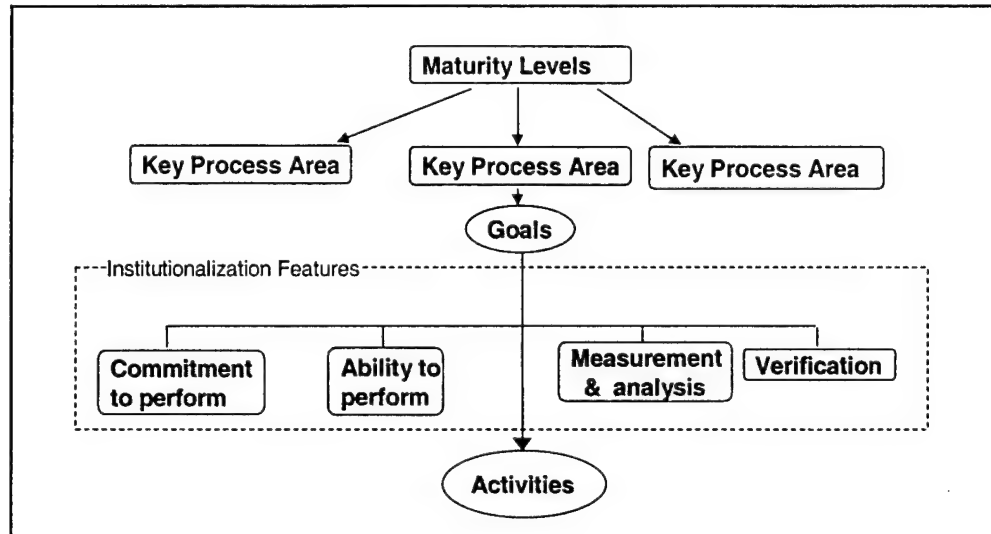 Maturity Levels
Key Process Area
Key Process Area
Key Process Area
Goals
Institutionalization Features
Commitment
to perform
Ability to
perform
Measurement
& analysis
Verification
Activities